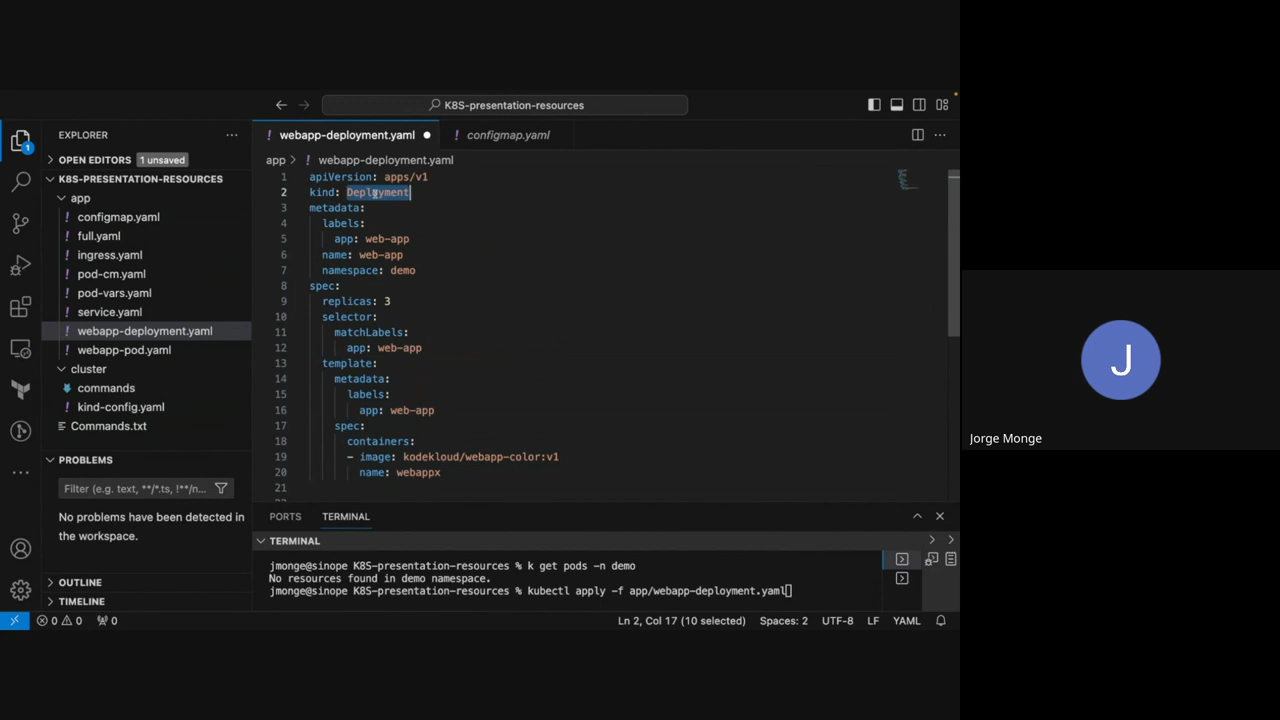 K8S-presentation-resources
EXPLORER
webapp-deployment.yaml
configmap.yaml
OPEN EDITORS 1 unsaved
app > ! webapp-deployment.yaml
K8S-PRESENTATION-RESOURCES
app
! configmap.yaml
! full.yaml
! ingress.yaml
! pod-cm.yaml
! pod-vars.yaml
! service.yaml
! webapp-deployment.yaml
! webapp-pod.yaml
cluster
commands
! kind-config.yaml
Commands.txt
PROBLEMS
Filter (e.g. text, **/*.ts, !**/n...
No problems have been detected in
the workspace.
OUTLINE
TIMELINE
1 apiVersion: apps/v1
2 kind: Deployment
3 metadata:
4 labels:
5 app: web-app
6 name: web-app
7 namespace: demo
8 spec:
9 replicas: 3
10 selector:
11 matchLabels:
12 app: web-app
13 template:
14 metadata:
15 labels:
16 app: web-app
17 spec:
18 containers:
19 - image: kodekloud/webapp-color:v1
20 name: webappx
21
PORTS TERMINAL
TERMINAL
jmonge@sinope K8S-presentation-resources % k get pods -n demo
No resources found in demo namespace.
jmonge@sinope K8S-presentation-resources % kubectl apply -f app/webapp-deployment.yaml
0 0 0 Ln 2, Col 17 (10 selected) Spaces: 2 UTF-8 LF YAML
1
J
Jorge Monge